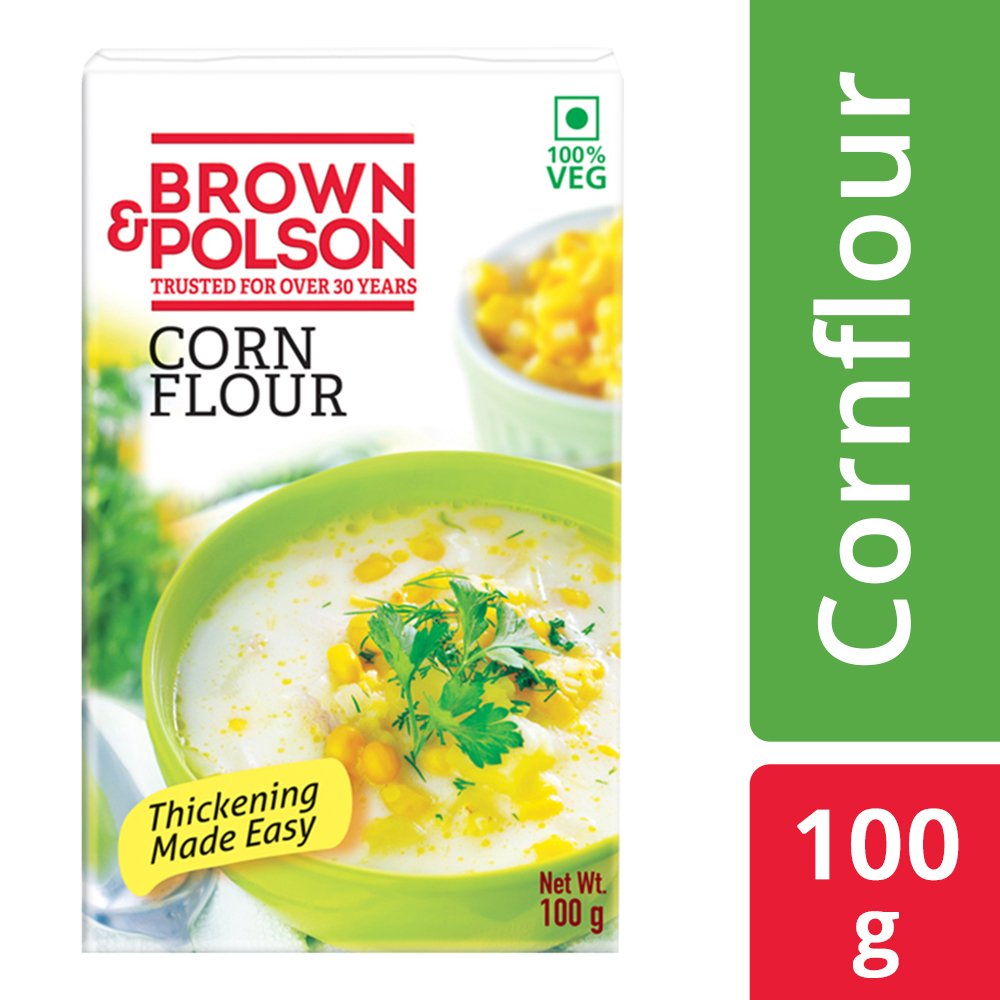 100%
VEG
BROWN
&POLSON
TRUSTED FOR OVER 30 YEARS
CORN
FLOUR
Thickening
Made Easy
Net Wt.
100 g
Cornflour
100
g